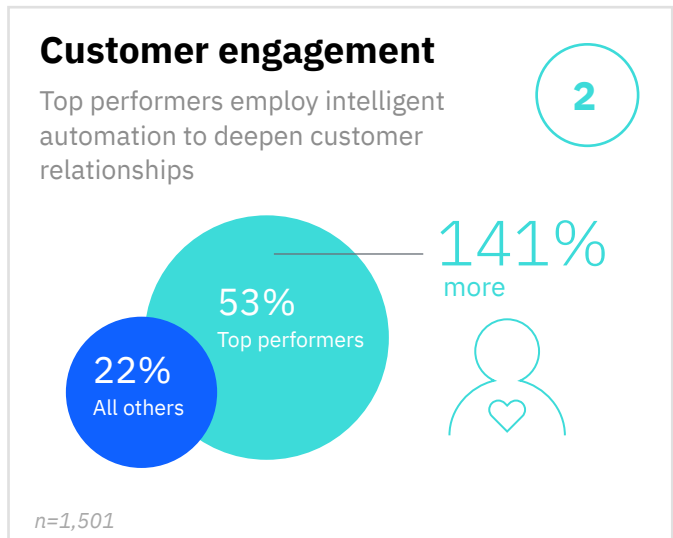 Customer engagement
2
Top performers employ intelligent
automation to deepen customer
relationships
141%
more
53%
Top performers
22%
All others
n=1,501